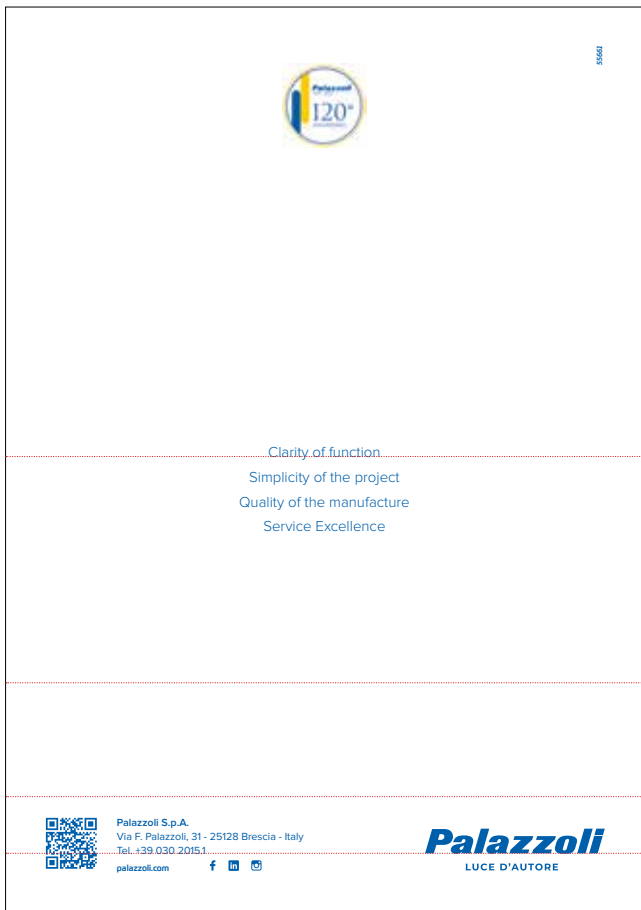 55661
Palazzoli
120°
Clarity of function
Simplicity of the project
Quality of the manufacture
Service Excellence
Palazzoli S.p.A.
Via F. Palazzoli, 31 - 25128 Brescia - Italy
Tel. +39 030 2015.1
palazzoli.com
Palazzoli
LUCE D'AUTORE